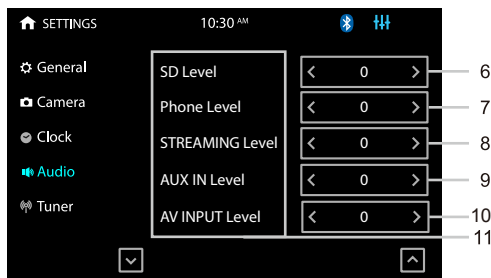 SETTINGS 10:30 AM
General
Camera
Clock
Audio
Tuner
SD Level < 0 > 6
Phone Level < 0 > 7
STREAMING Level < 0 > 8
AUX IN Level < 0 > 9
AV INPUT Level < 0 > 10
11